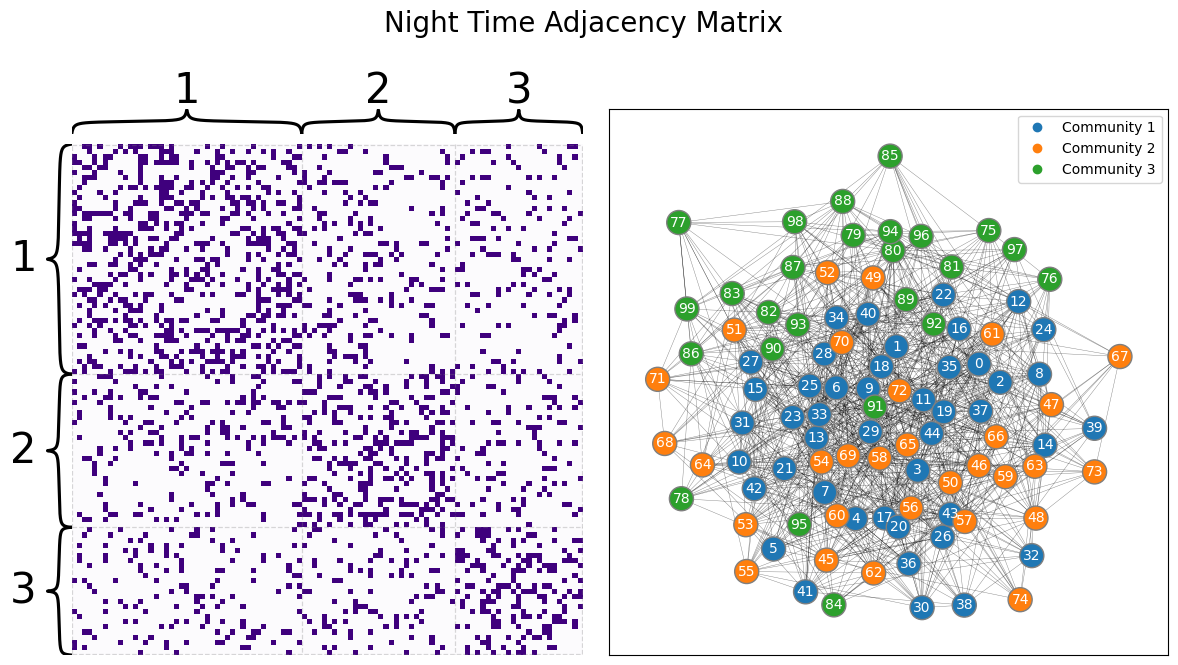 Night Time Adjacency Matrix
1 2 3
1
2
3
Community 1
Community 2
Community 3
85
88
77 98 79 94 96 75
80 97
87 52 49 81 76
83 89 22 12
99 82 93 34 40 92 16 24
51 70 61
86 90 28 1 67
27 18 35 0
71 15 25 6 9 72 2 8
91 11 19 37 47
31 23 33 39
68 13 29 44 66 14
10 54 69 58 65
64 21 3 46 59 63 73
42 7 50
78 56
53 95 60 4 17 20 43 57 48
5 26 32
55 45 62 36
41 84 30 38 74